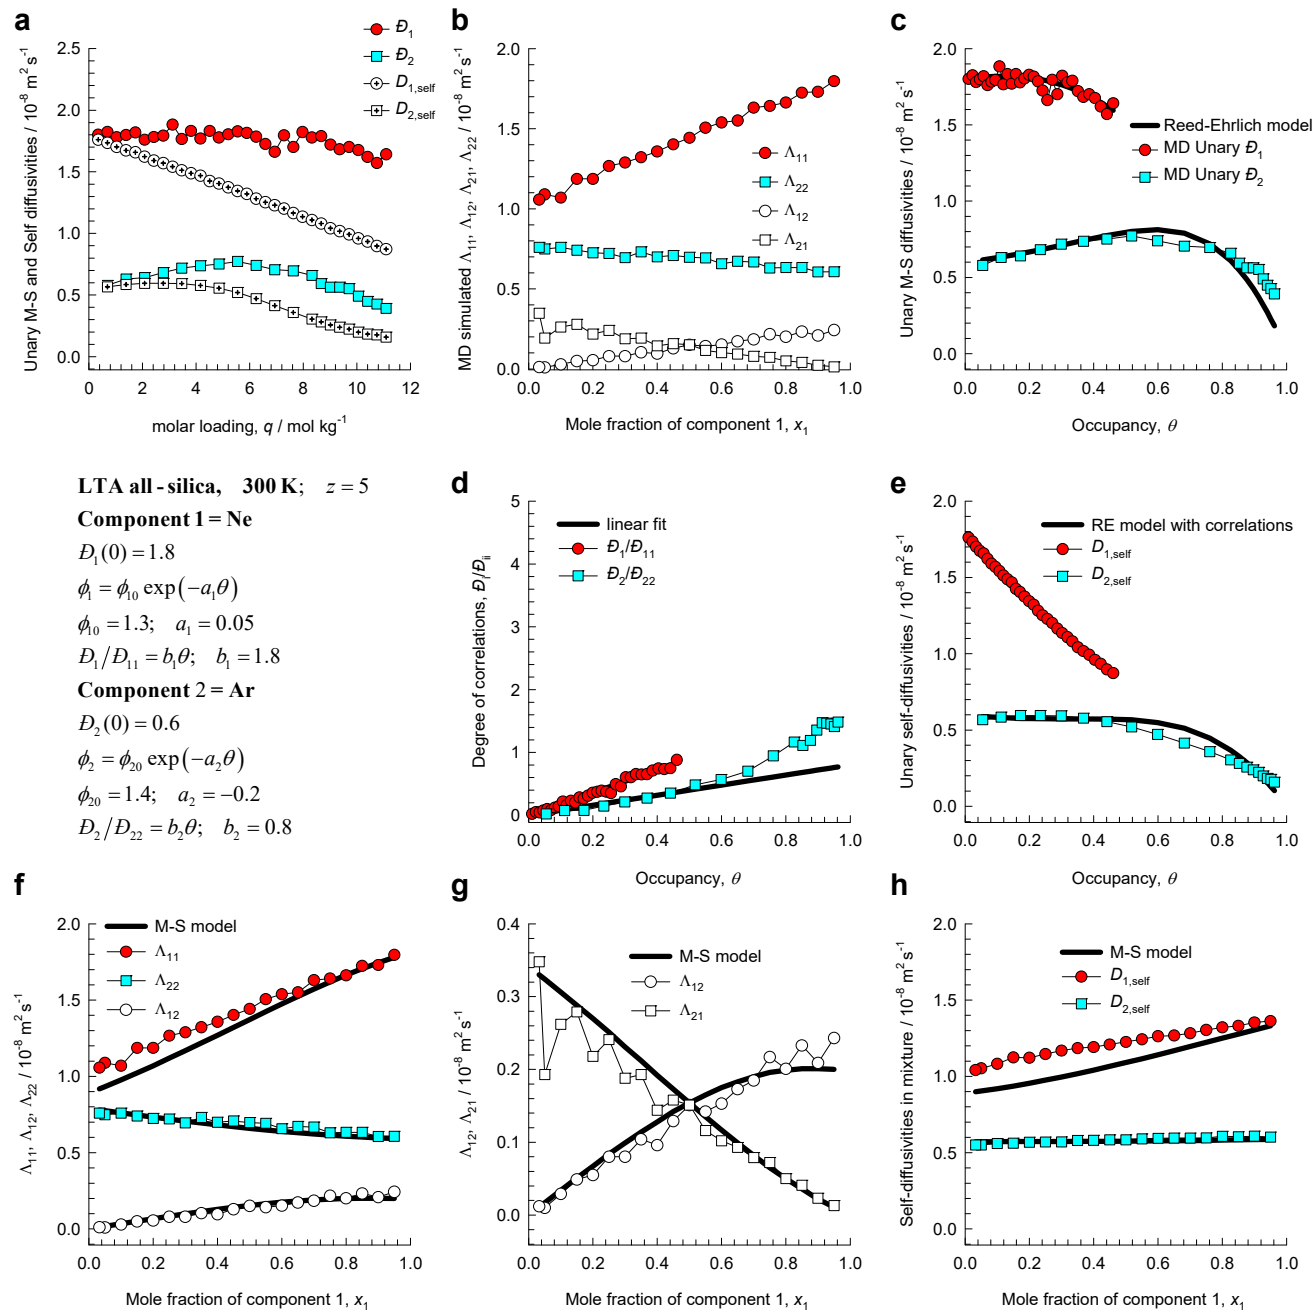 a
Unary M-S and Self diffusivities / 10⁻⁸ m² s⁻¹
2.5
2.0
1.5
1.0
0.5
0.0
0 2 4 6 8 10 12
molar loading, q / mol kg⁻¹
Đ₁
Đ₂
D₁,self
D₂,self
b
MD simulated Λ₁₁, Λ₁₂, Λ₂₁, Λ₂₂ / 10⁻⁸ m² s⁻¹
2.0
1.5
1.0
0.5
0.0
0.0 0.2 0.4 0.6 0.8 1.0
Mole fraction of component 1, x₁
Λ₁₁
Λ₂₂
Λ₁₂
Λ₂₁
c
Unary M-S diffusivities / 10⁻⁸ m² s⁻¹
2.0
1.5
1.0
0.5
0.0
0.0 0.2 0.4 0.6 0.8 1.0
Occupancy, θ
Reed-Ehrlich model
MD Unary Đ₁
MD Unary Đ₂
LTA all-silica, 300 K; z = 5
Component 1 = Ne
Đ₁(0) = 1.8
ϕ₁ = ϕ₁₀ exp(−a₁θ)
ϕ₁₀ = 1.3; a₁ = 0.05
Đ₁/Đ₁₁ = b₁θ; b₁ = 1.8
Component 2 = Ar
Đ₂(0) = 0.6
ϕ₂ = ϕ₂₀ exp(−a₂θ)
ϕ₂₀ = 1.4; a₂ = −0.2
Đ₂/Đ₂₂ = b₂θ; b₂ = 0.8
d
Degree of correlations, Đᵢ/Đᵢᵢ
5
4
3
2
1
0
0.0 0.2 0.4 0.6 0.8 1.0
Occupancy, θ
linear fit
Đ₁/Đ₁₁
Đ₂/Đ₂₂
e
Unary self-diffusivities / 10⁻⁸ m² s⁻¹
2.0
1.5
1.0
0.5
0.0
0.0 0.2 0.4 0.6 0.8 1.0
Occupancy, θ
RE model with correlations
D₁,self
D₂,self
f
Λ₁₁, Λ₁₂, Λ₂₂ / 10⁻⁸ m² s⁻¹
2.0
1.5
1.0
0.5
0.0
0.0 0.2 0.4 0.6 0.8 1.0
Mole fraction of component 1, x₁
M-S model
Λ₁₁
Λ₂₂
Λ₁₂
g
Λ₁₂, Λ₂₁ / 10⁻⁸ m² s⁻¹
0.4
0.3
0.2
0.1
0.0
0.0 0.2 0.4 0.6 0.8 1.0
Mole fraction of component 1, x₁
M-S model
Λ₁₂
Λ₂₁
h
Self-diffusivities in mixture / 10⁻⁸ m² s⁻¹
2.0
1.5
1.0
0.5
0.0
0.0 0.2 0.4 0.6 0.8 1.0
Mole fraction of component 1, x₁
M-S model
D₁,self
D₂,self